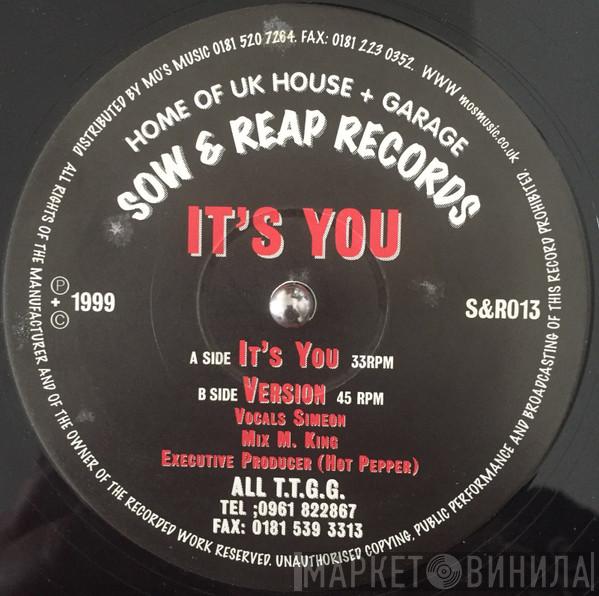 DISTRIBUTED BY MO'S MUSIC 0181 520 7264. FAX: 0181 223 0352. WWW mosmusic.co.uk
HOME OF UK HOUSE + GARAGE
SOW & REAP RECORDS
IT'S YOU
Ⓟ
+ 1999
©
S&R013
A SIDE IT'S YOU 33RPM
B SIDE VERSION 45 RPM
VOCALS SIMEON
MIX M. KING
EXECUTIVE PRODUCER (HOT PEPPER)
ALL T.T.G.G.
TEL ;0961 822867
FAX: 0181 539 3313
ALL RIGHTS OF THE MANUFACTURER AND OF THE OWNER OF THE RECORDED WORK RESERVED. UNAUTHORISED COPYING, PUBLIC PERFORMANCE AND BROADCASTING OF THIS RECORD PROHIBITED.
МАРКЕТ ВИНИЛА